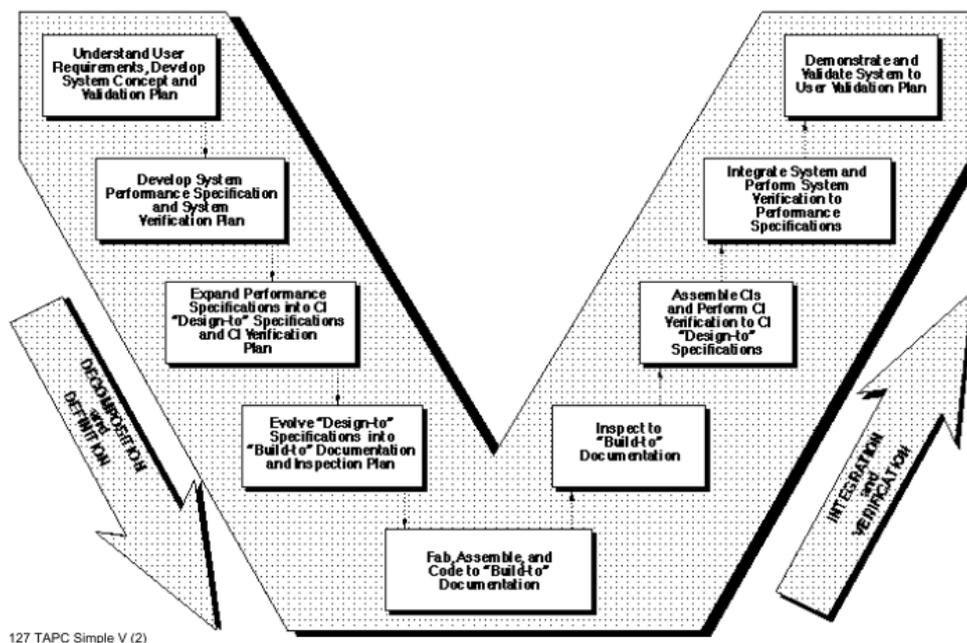 Understand User
Requirements, Develop
System Concept and
Validation Plan
Develop System
Performance Specification
and System
Verification Plan
Expand Performance
Specifications into CI
"Design-to" Specifications
and CI Verification
Plan
Evolve "Design-to"
Specifications into
"Build-to" Documentation
and Inspection Plan
Fab, Assemble, and
Code to "Build-to"
Documentation
Inspect to
"Build-to"
Documentation
Assemble CIs
and Perform CI
Verification to CI
"Design-to"
Specifications
Integrate System and
Perform System
Verification to
Performance
Specifications
Demonstrate and
Validate System to
User Validation Plan
DECOMPOSITION
and
DEFINITION
INTEGRATION
and
VERIFICATION
127 TAPC Simple V (2)